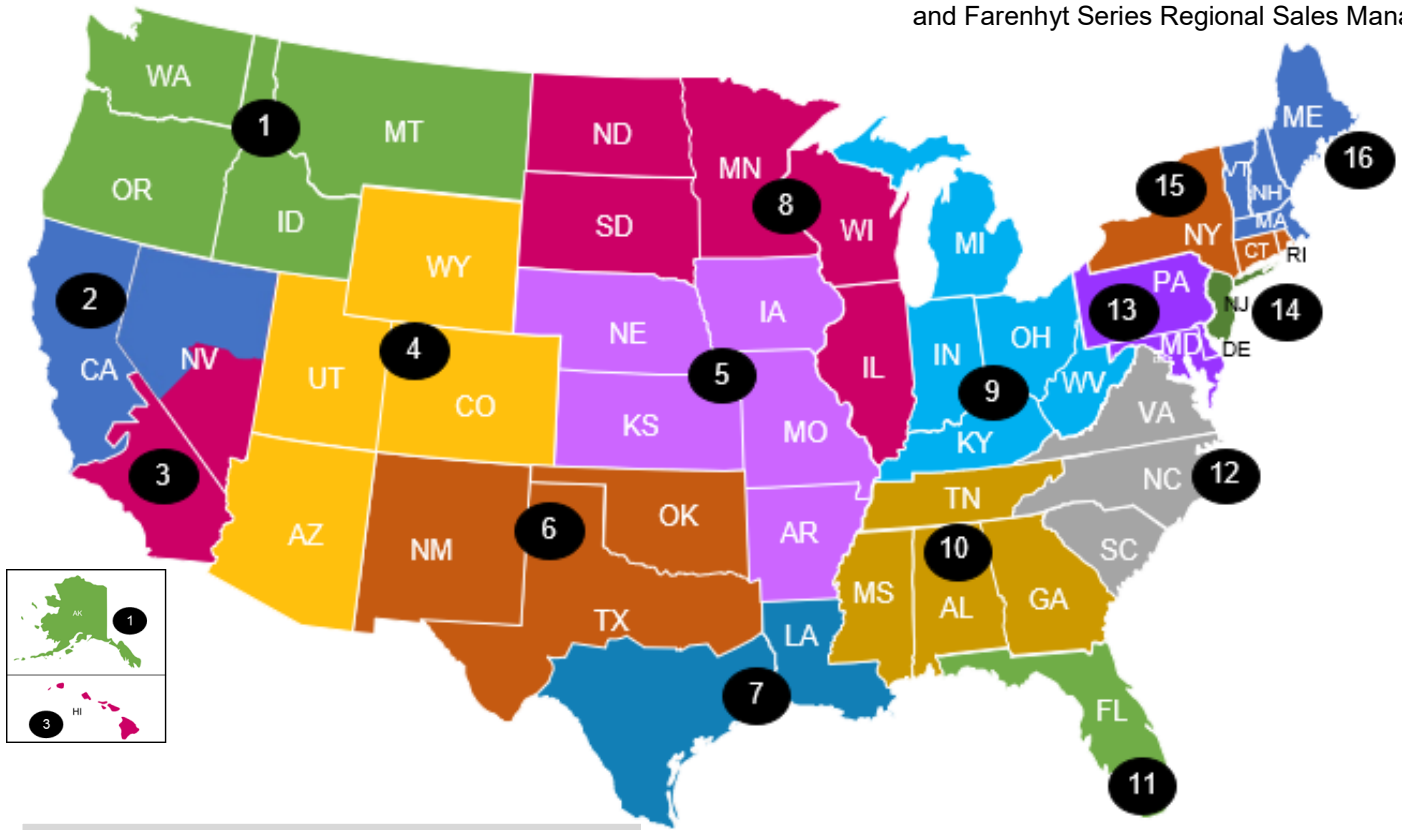 and Farenhyt Series Regional Sales Mana
WA
MT
ND
MN
ME
OR
ID
SD
WI
MI
VT
NH
MA
NY
CT
RI
WY
NE
IA
PA
NJ
CA
NV
UT
CO
KS
MO
IL
IN
OH
WV
MD
DE
KY
VA
AZ
NM
OK
AR
TN
NC
SC
TX
LA
MS
AL
GA
FL
AK
HI
1
2
3
4
5
6
7
8
9
10
11
12
13
14
15
16
1
3